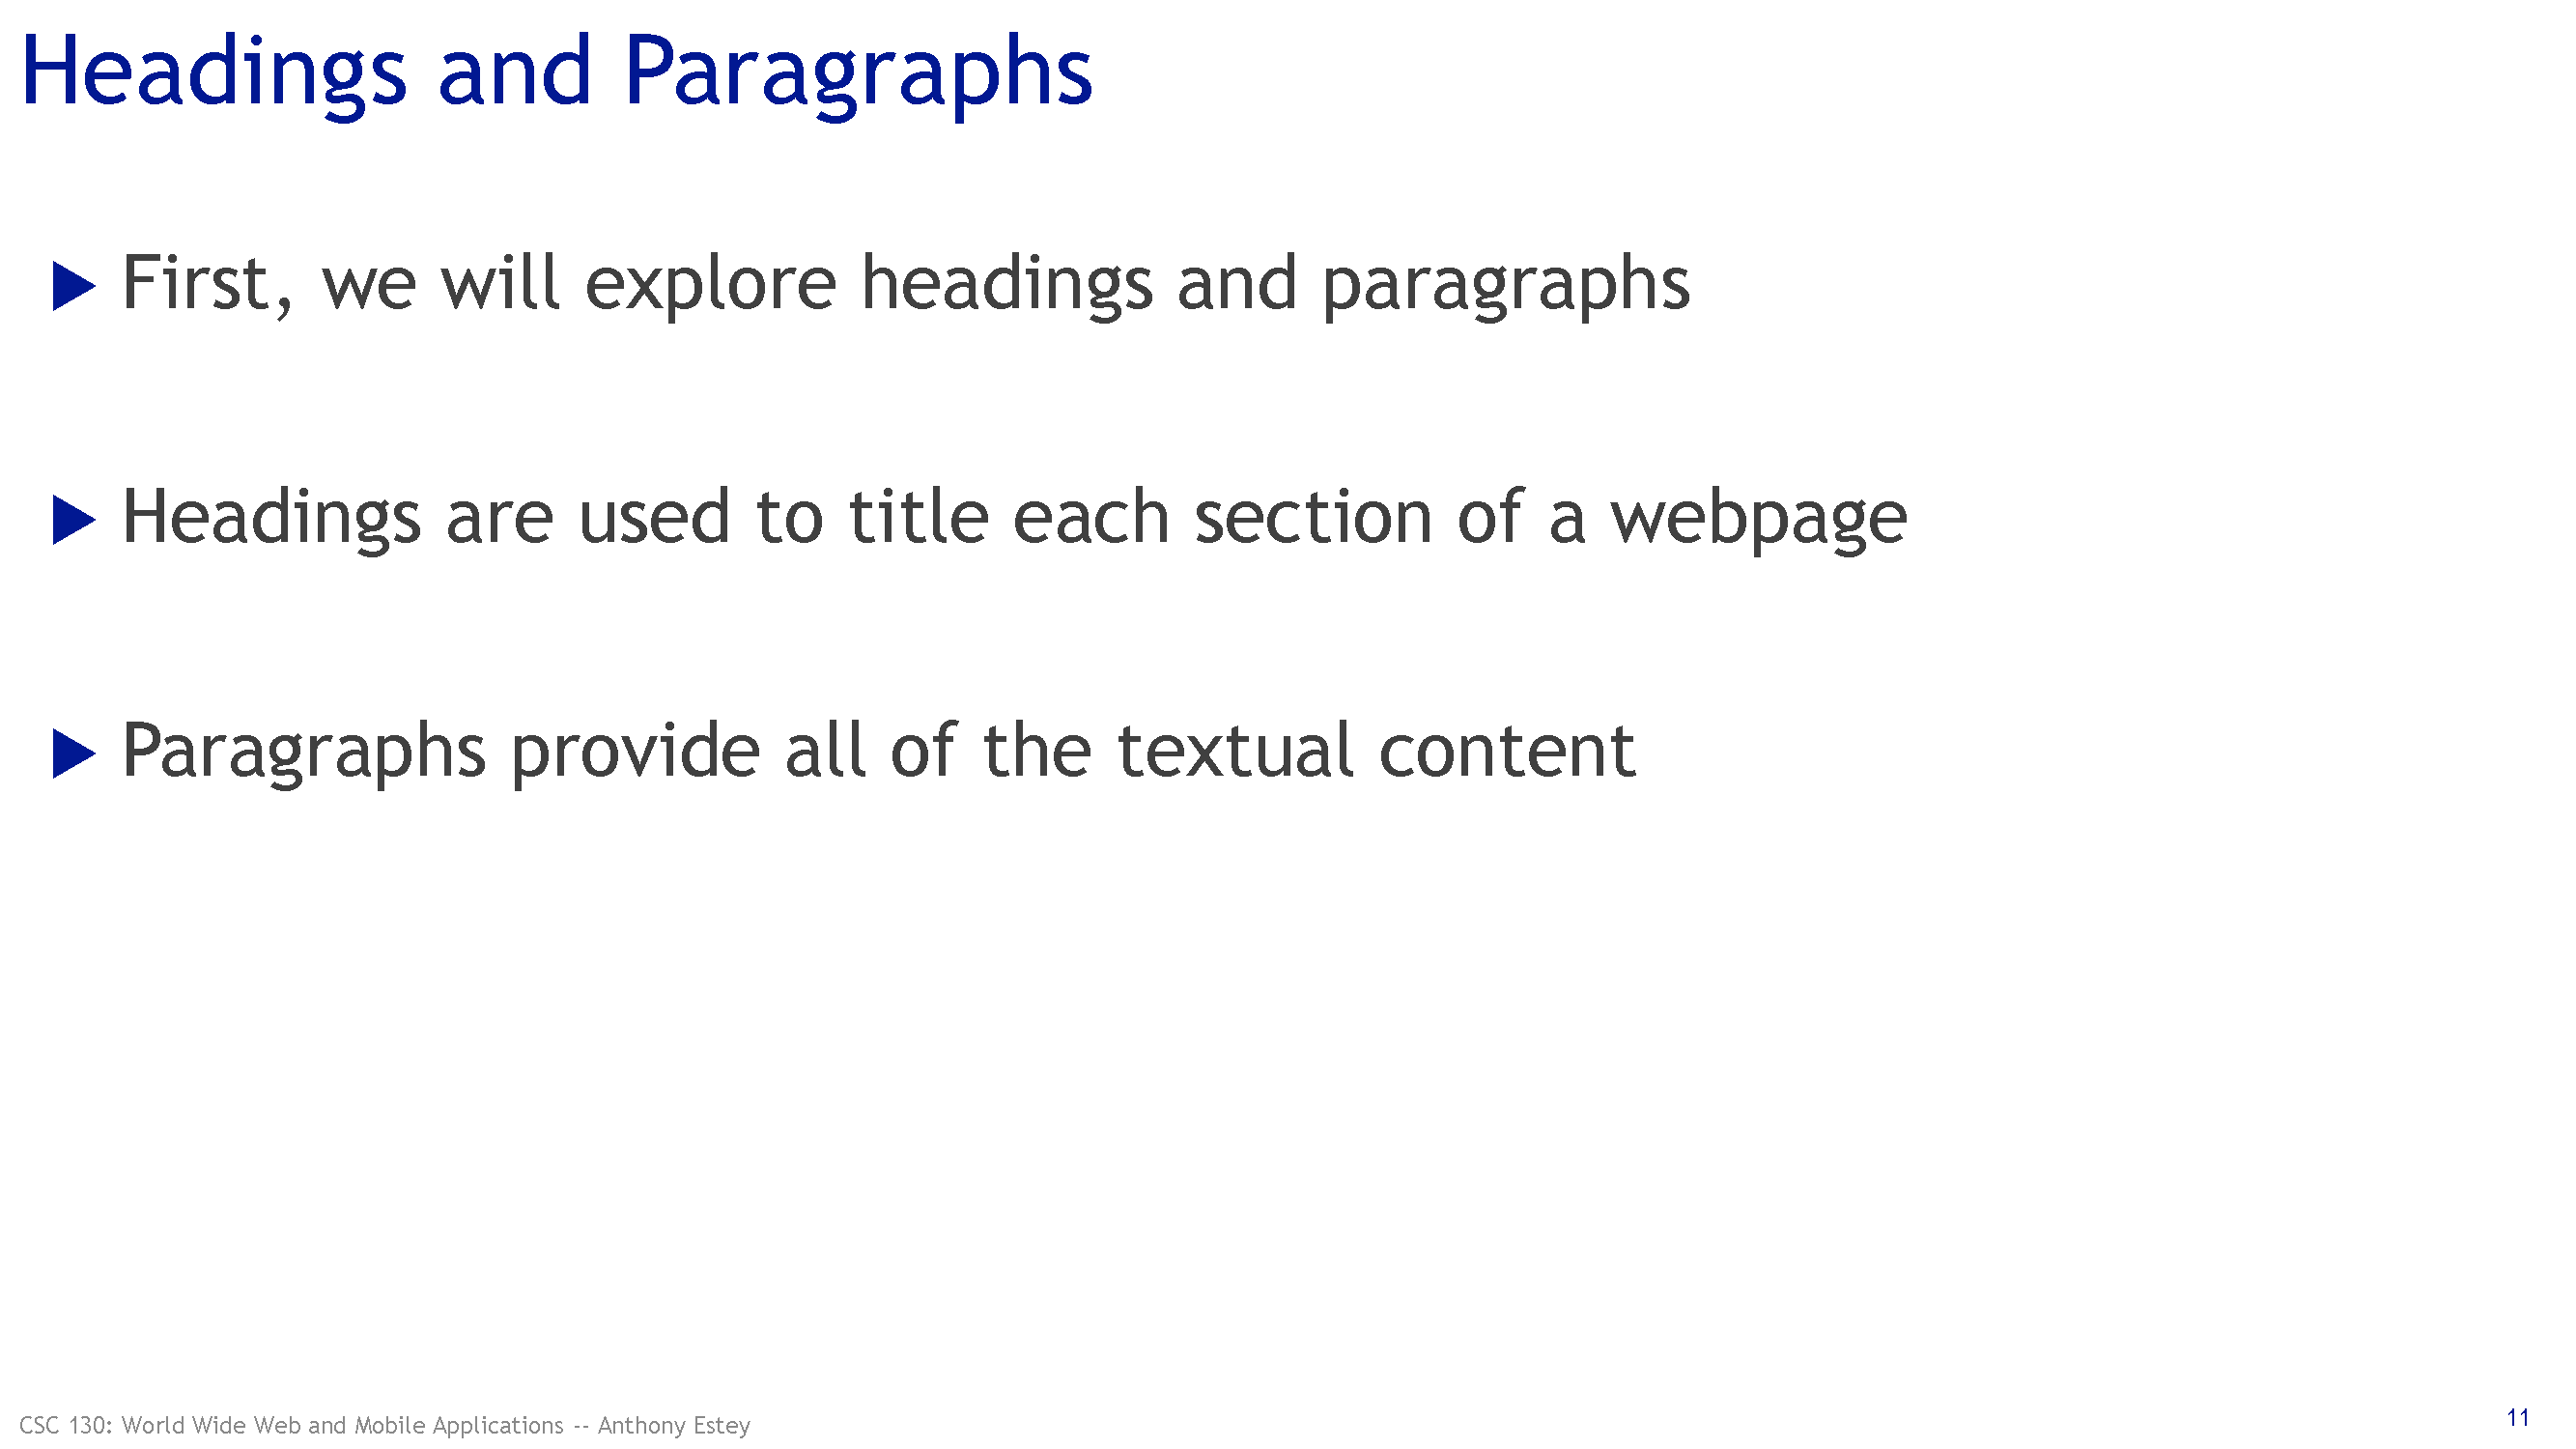 Headings and Paragraphs
▶ First, we will explore headings and paragraphs
▶ Headings are used to title each section of a webpage
▶ Paragraphs provide all of the textual content
CSC 130: World Wide Web and Mobile Applications -- Anthony Estey
11